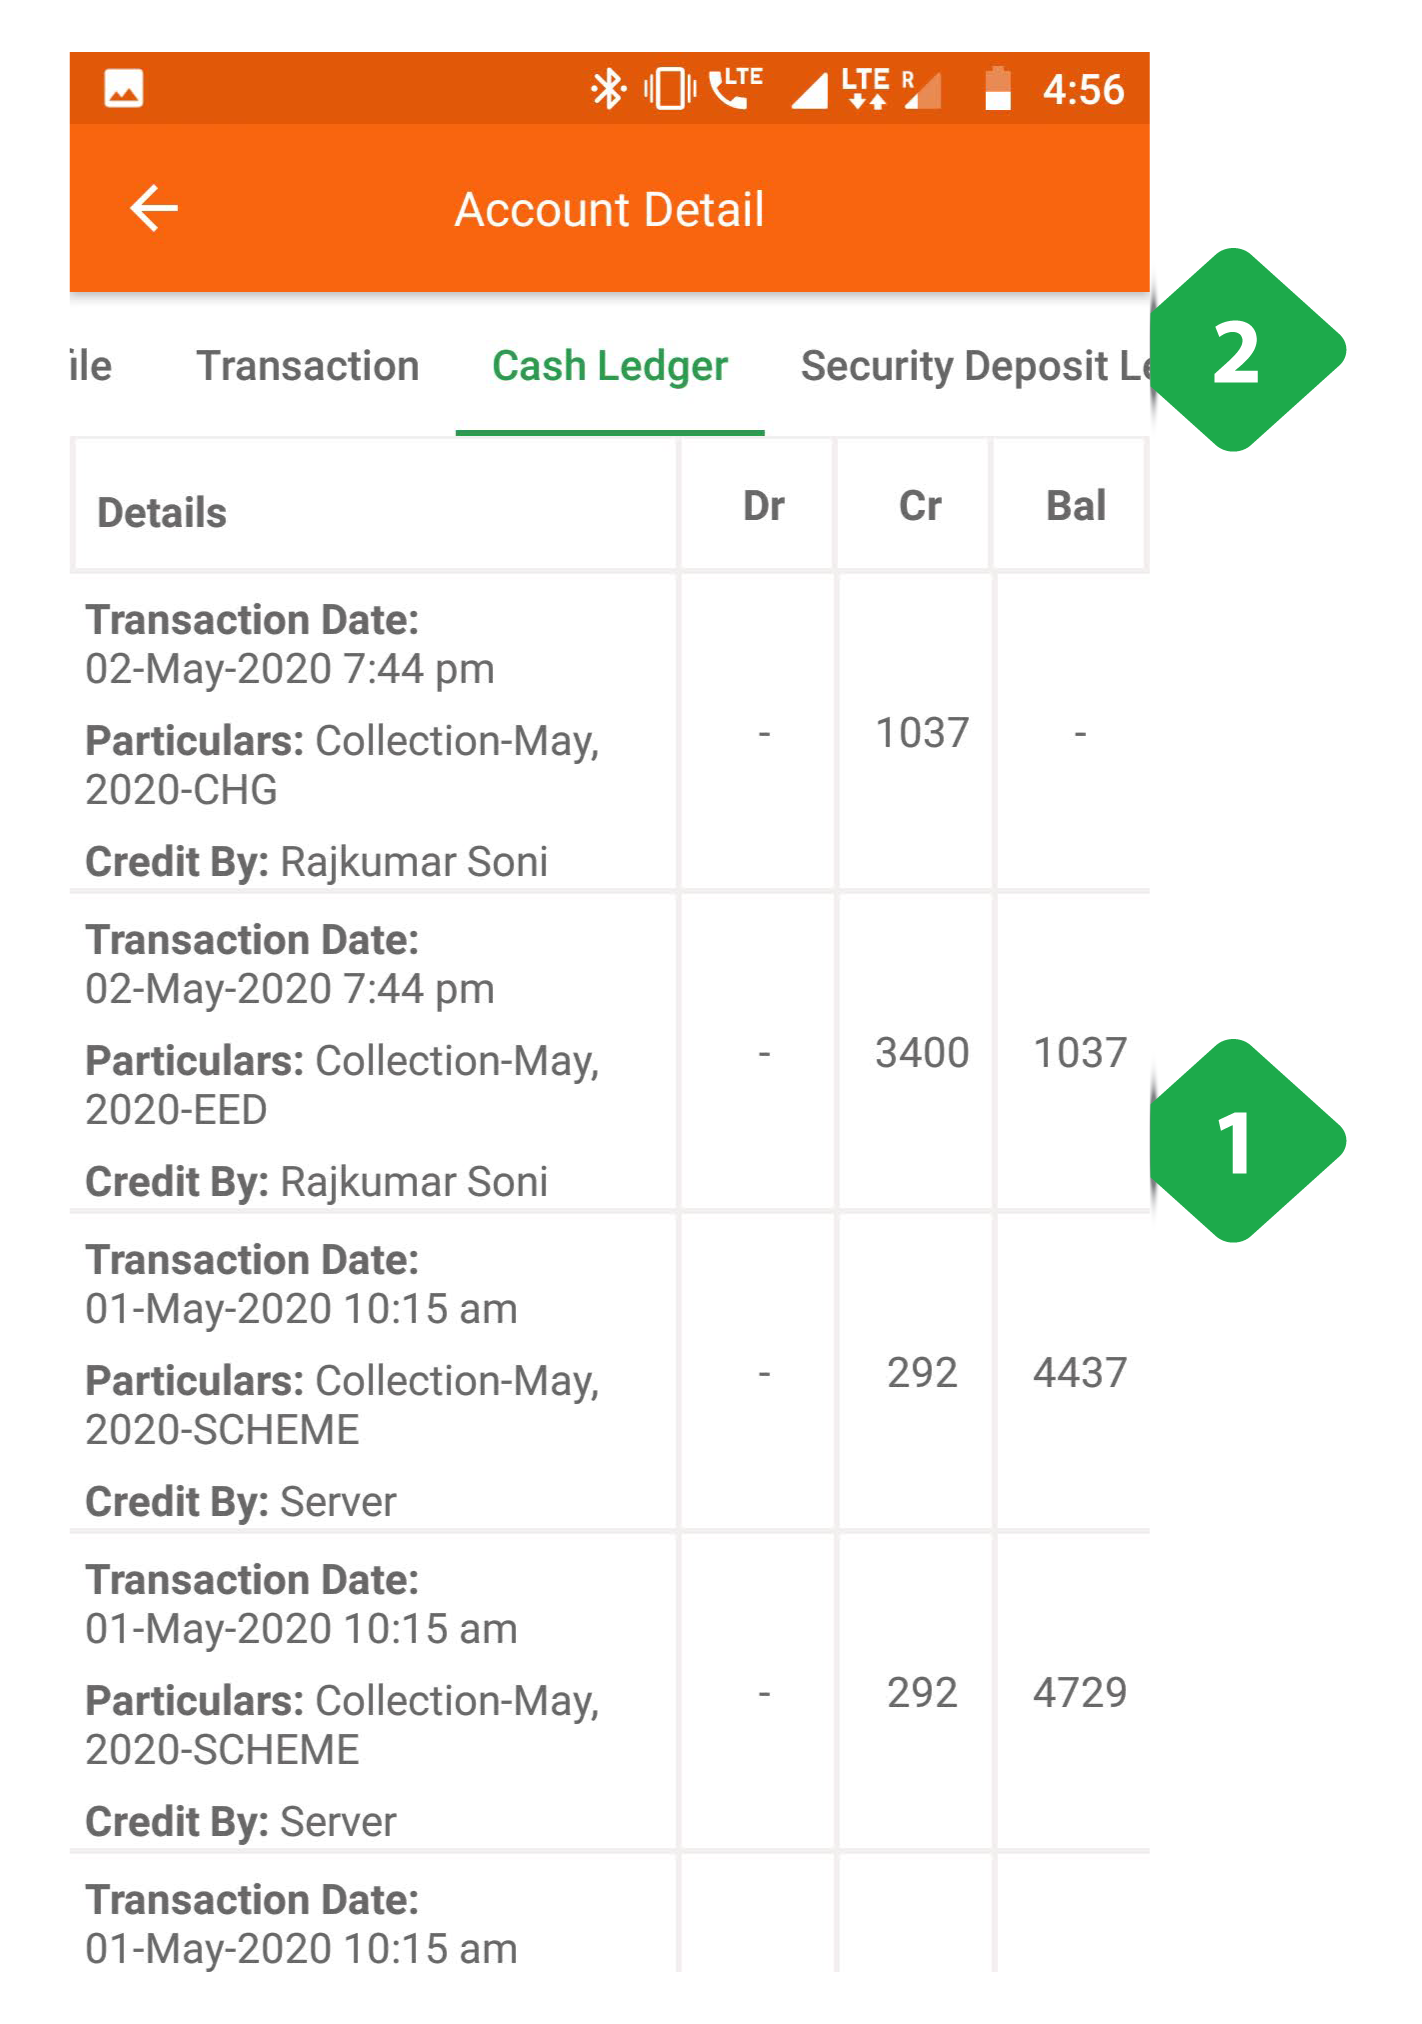 LTE LTE R 4:56
Account Detail
ile Transaction Cash Ledger Security Deposit Le
2
Details Dr Cr Bal
Transaction Date:
02-May-2020 7:44 pm
Particulars: Collection-May,
2020-CHG
- 1037 -
Credit By: Rajkumar Soni
Transaction Date:
02-May-2020 7:44 pm
Particulars: Collection-May,
2020-EED
- 3400 1037
Credit By: Rajkumar Soni
1
Transaction Date:
01-May-2020 10:15 am
Particulars: Collection-May,
2020-SCHEME
- 292 4437
Credit By: Server
Transaction Date:
01-May-2020 10:15 am
Particulars: Collection-May,
2020-SCHEME
- 292 4729
Credit By: Server
Transaction Date:
01-May-2020 10:15 am